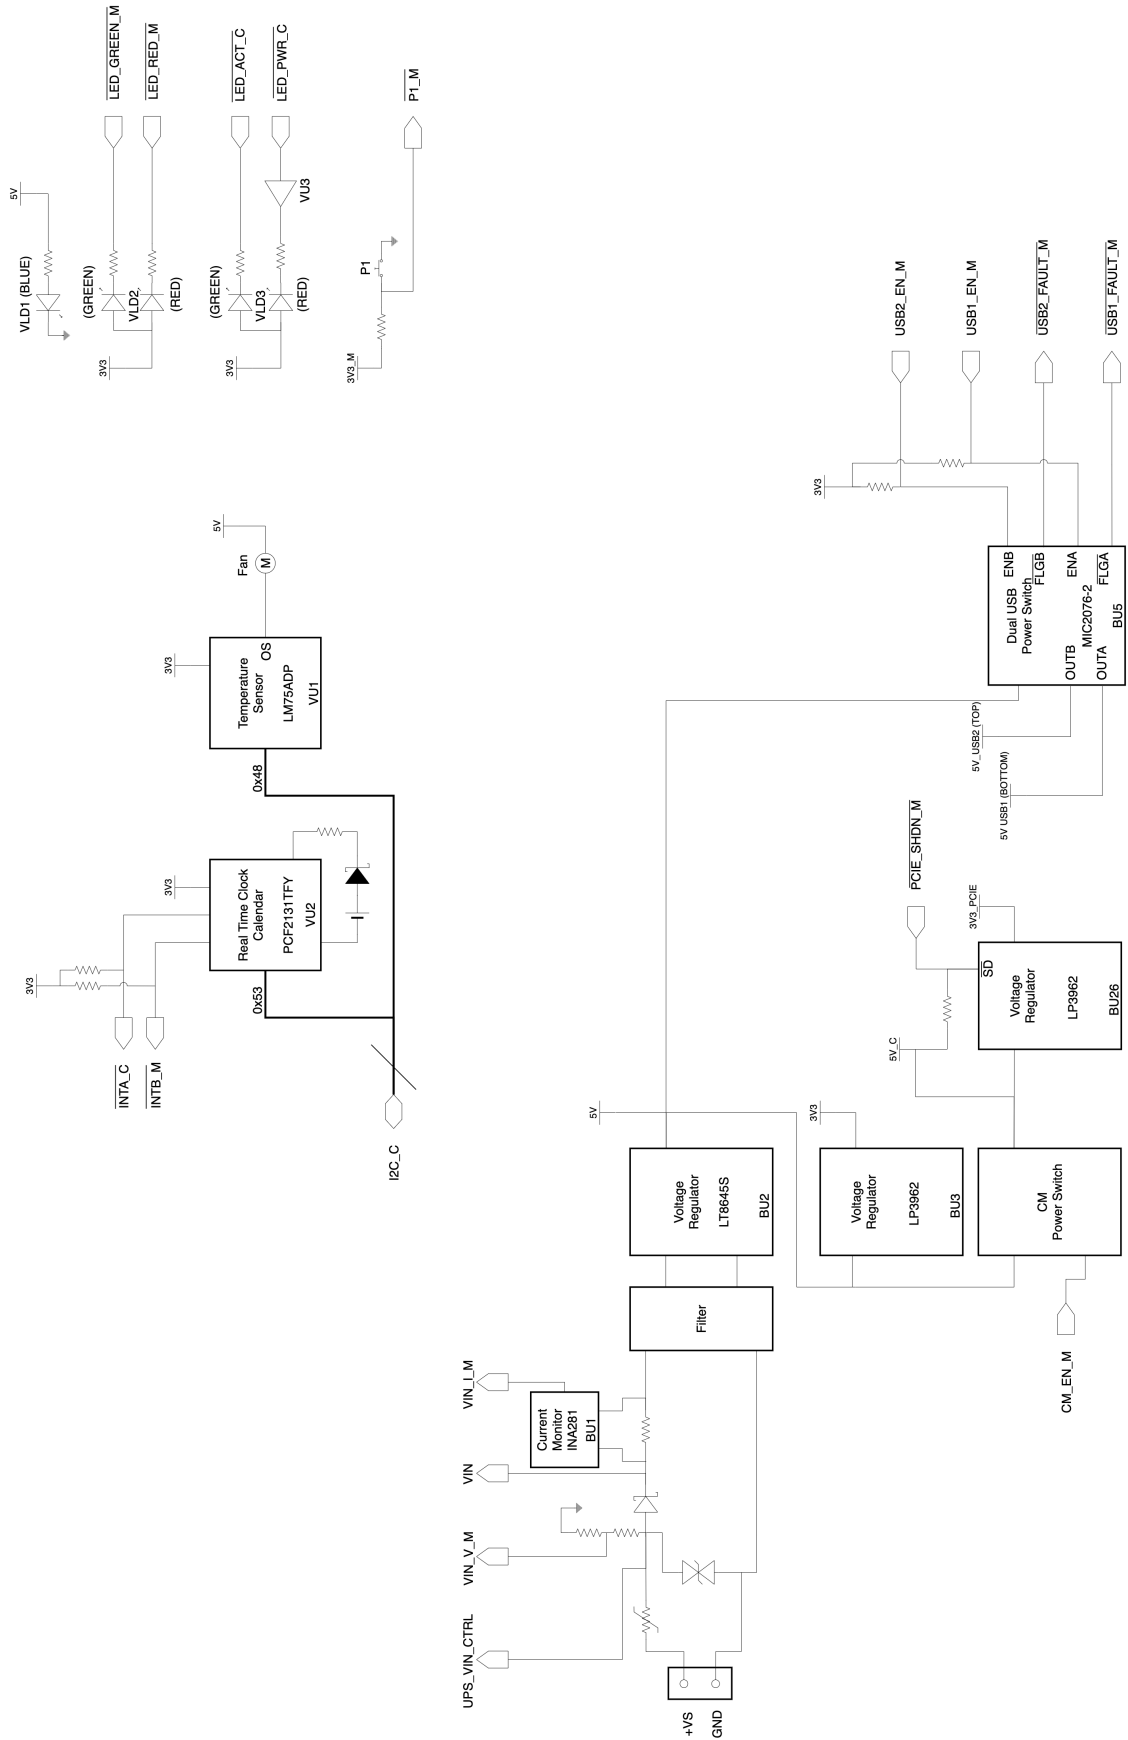 +VS
GND
UPS_VIN_CTRL
VIN_V_M
VIN
VIN_I_M
Current
Monitor
INA281
BU1
Filter
Voltage
Regulator
LT8645S
BU2
5V
Voltage
Regulator
LP3962
BU3
3V3
CM_EN_M
CM
Power Switch
5V_C
PCIE_SHDN_M
SD
Voltage
Regulator
LP3962
BU26
3V3_PCIE
5V USB1 (BOTTOM)
5V_USB2 (TOP)
Dual USB
Power Switch
MIC2076-2
BU5
OUTB
OUTA
ENB
FLGB
ENA
FLGA
3V3
USB2_EN_M
USB1_EN_M
USB2_FAULT_M
USB1_FAULT_M
I2C_C
INTA_C
INTB_M
3V3
0x53
Real Time Clock
Calendar
PCF2131TFY
VU2
3V3
0x48
Temperature
Sensor
LM75ADP
VU1
OS
3V3
Fan
M
5V
VLD1 (BLUE)
5V
3V3
(GREEN)
VLD2
(RED)
LED_GREEN_M
LED_RED_M
3V3
(GREEN)
VLD3
(RED)
VU3
LED_ACT_C
LED_PWR_C
3V3_M
P1
P1_M